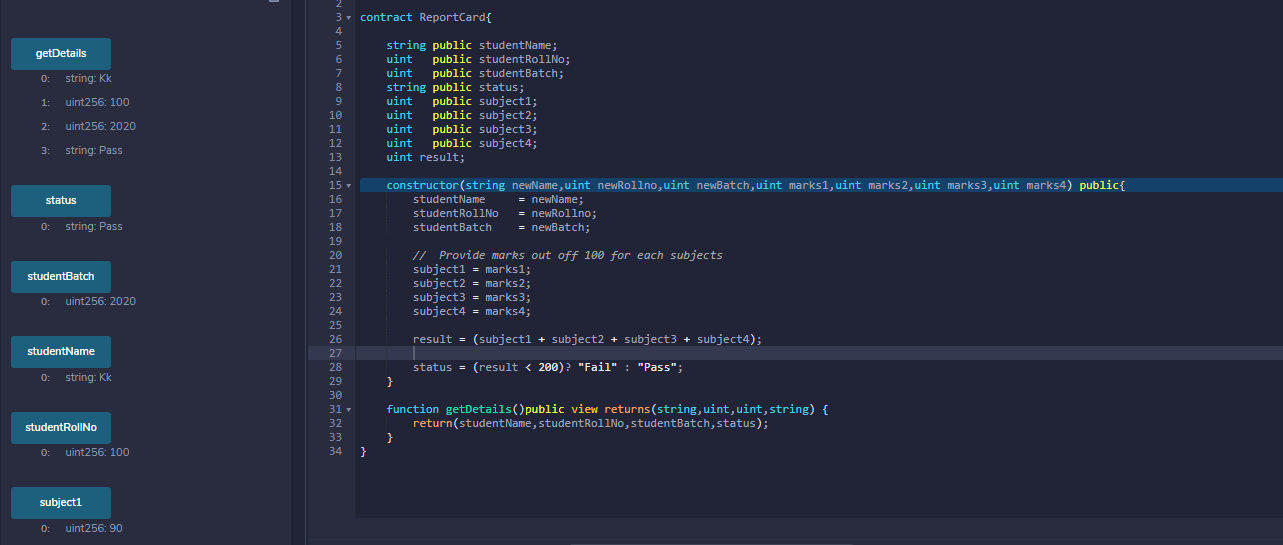 getDetails
0: string: Kk
1: uint256: 100
2: uint256: 2020
3: string: Pass
status
0: string: Pass
studentBatch
0: uint256: 2020
studentName
0: string: Kk
studentRollNo
0: uint256: 100
subject1
0: uint256: 90
2
3 contract ReportCard{
4
5 string public studentName;
6 uint public studentRollNo;
7 uint public studentBatch;
8 string public status;
9 uint public subject1;
10 uint public subject2;
11 uint public subject3;
12 uint public subject4;
13 uint result;
14
15 constructor(string newName,uint newRollno,uint newBatch,uint marks1,uint marks2,uint marks3,uint marks4) public{
16 studentName = newName;
17 studentRollNo = newRollno;
18 studentBatch = newBatch;
19
20 // Provide marks out off 100 for each subjects
21 subject1 = marks1;
22 subject2 = marks2;
23 subject3 = marks3;
24 subject4 = marks4;
25
26 result = (subject1 + subject2 + subject3 + subject4);
27
28 status = (result < 200)? "Fail" : "Pass";
29 }
30
31 function getDetails()public view returns(string,uint,uint,string) {
32 return(studentName,studentRollNo,studentBatch,status);
33 }
34 }